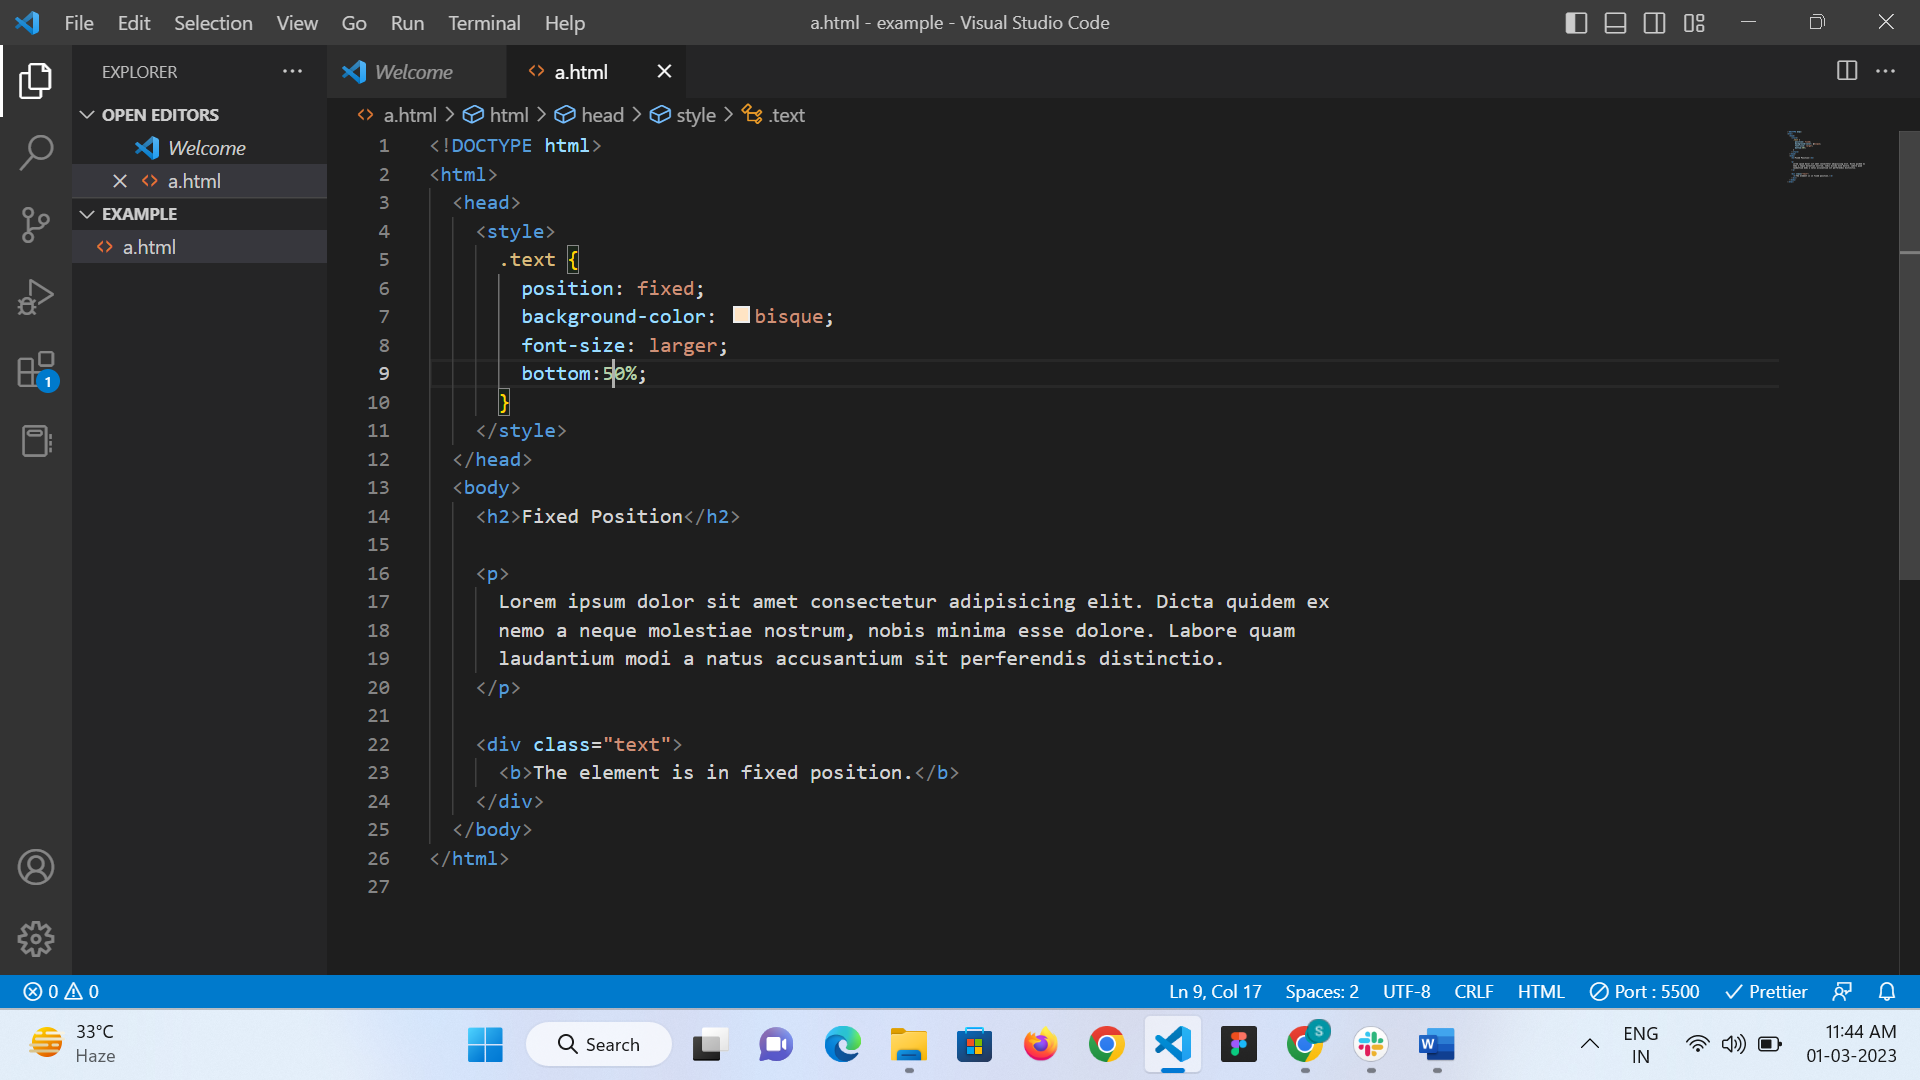 File Edit Selection View Go Run Terminal Help
a.html - example - Visual Studio Code
EXPLORER
OPEN EDITORS
Welcome
a.html
EXAMPLE
a.html
Welcome
a.html
a.html > html > head > style > .text
1 <!DOCTYPE html>
2 <html>
3 <head>
4 <style>
5 .text {
6 position: fixed;
7 background-color: bisque;
8 font-size: larger;
9 bottom:50%;
10 }
11 </style>
12 </head>
13 <body>
14 <h2>Fixed Position</h2>
15
16 <p>
17 Lorem ipsum dolor sit amet consectetur adipisicing elit. Dicta quidem ex
18 nemo a neque molestiae nostrum, nobis minima esse dolore. Labore quam
19 laudantium modi a natus accusantium sit perferendis distinctio.
20 </p>
21
22 <div class="text">
23 <b>The element is in fixed position.</b>
24 </div>
25 </body>
26 </html>
27
1
0 0
Ln 9, Col 17 Spaces: 2 UTF-8 CRLF HTML Port : 5500 Prettier
33°C
Haze
Search
S
W
ENG
IN
11:44 AM
01-03-2023